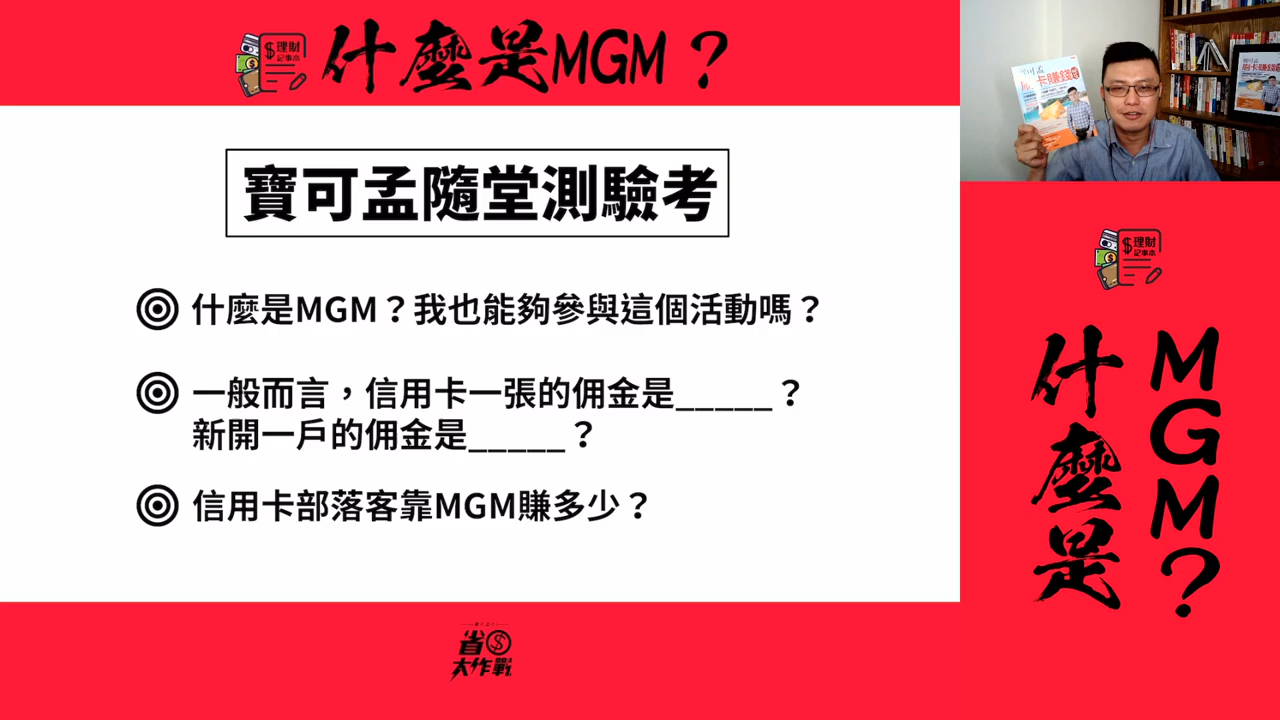 $理財
記事本
什麼是MGM？
寶可孟隨堂測驗考
什麼是MGM？我也能夠參與這個活動嗎？
一般而言，信用卡一張的佣金是_____？
新開一戶的佣金是_____？
信用卡部落客靠MGM賺多少？
省$
大作戰
卡賺錢
$理財
記事本
什麼是
MGM？